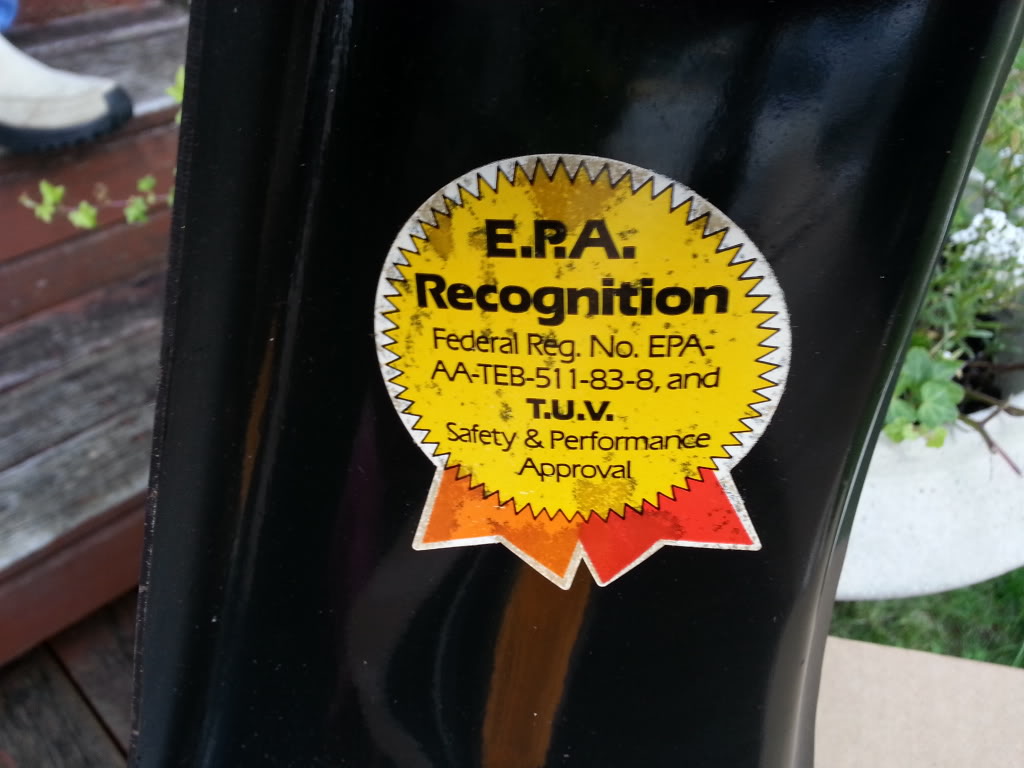 E.P.A.
Recognition
Federal Reg. No. EPA-
AA-TEB-511-83-8, and
T.U.V.
Safety & Performance
Approval